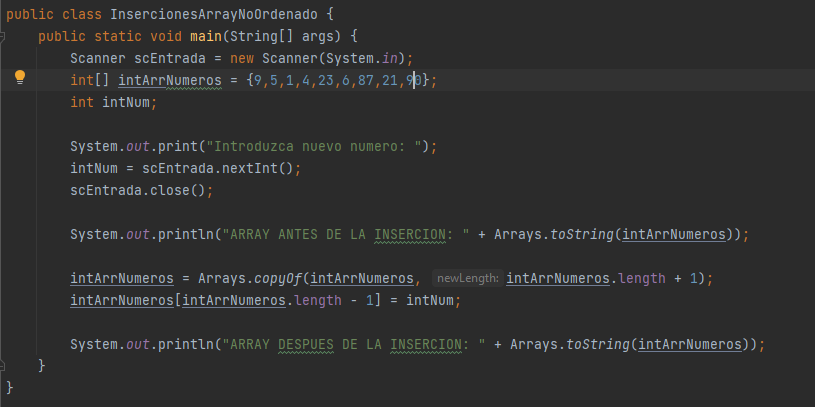 public class InsercionesArrayNoOrdenado {
    public static void main(String[] args) {
        Scanner scEntrada = new Scanner(System.in);
        int[] intArrNumeros = {9,5,1,4,23,6,87,21,90};
        int intNum;

        System.out.print("Introduzca nuevo numero: ");
        intNum = scEntrada.nextInt();
        scEntrada.close();

        System.out.println("ARRAY ANTES DE LA INSERCION: " + Arrays.toString(intArrNumeros));

        intArrNumeros = Arrays.copyOf(intArrNumeros, newLength: intArrNumeros.length + 1);
        intArrNumeros[intArrNumeros.length - 1] = intNum;

        System.out.println("ARRAY DESPUES DE LA INSERCION: " + Arrays.toString(intArrNumeros));
    }
}